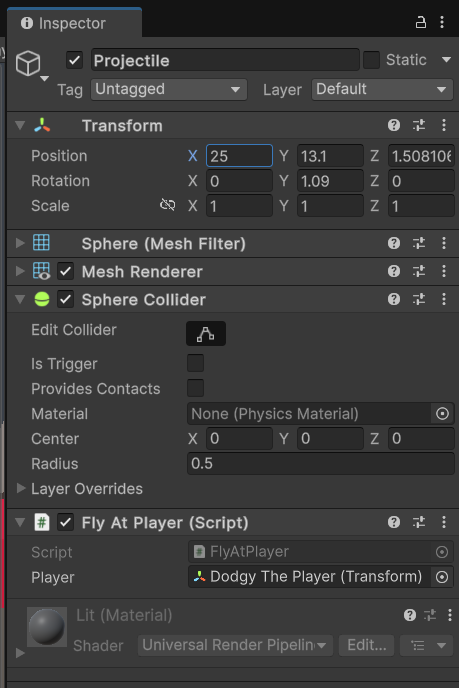 Inspector
Projectile
Static
Tag Untagged Layer Default
Transform
Position X 25 Y 13.1 Z 1.508106
Rotation X 0 Y 1.09 Z 0
Scale X 1 Y 1 Z 1
Sphere (Mesh Filter)
Mesh Renderer
Sphere Collider
Edit Collider
Is Trigger
Provides Contacts
Material None (Physics Material)
Center X 0 Y 0 Z 0
Radius 0.5
Layer Overrides
# Fly At Player (Script)
Script # FlyAtPlayer
Player Dodgy The Player (Transform)
Lit (Material)
Shader Universal Render Pipelin Edit...